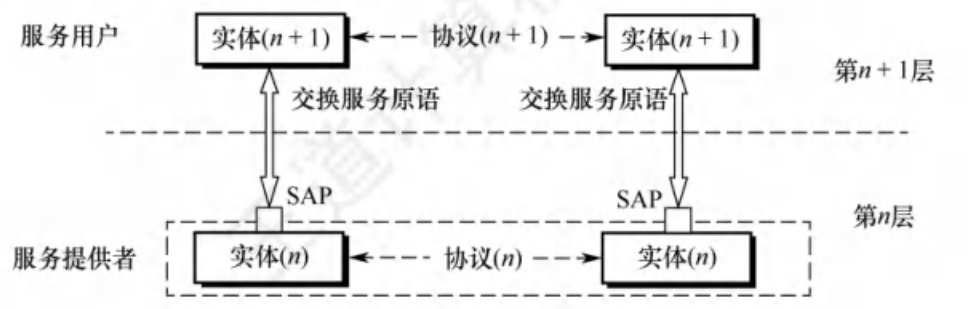 服务用户
实体(n + 1)
协议(n + 1)
实体(n + 1)
第n + 1层
交换服务原语
交换服务原语
SAP
SAP
第n层
服务提供者
实体(n)
协议(n)
实体(n)